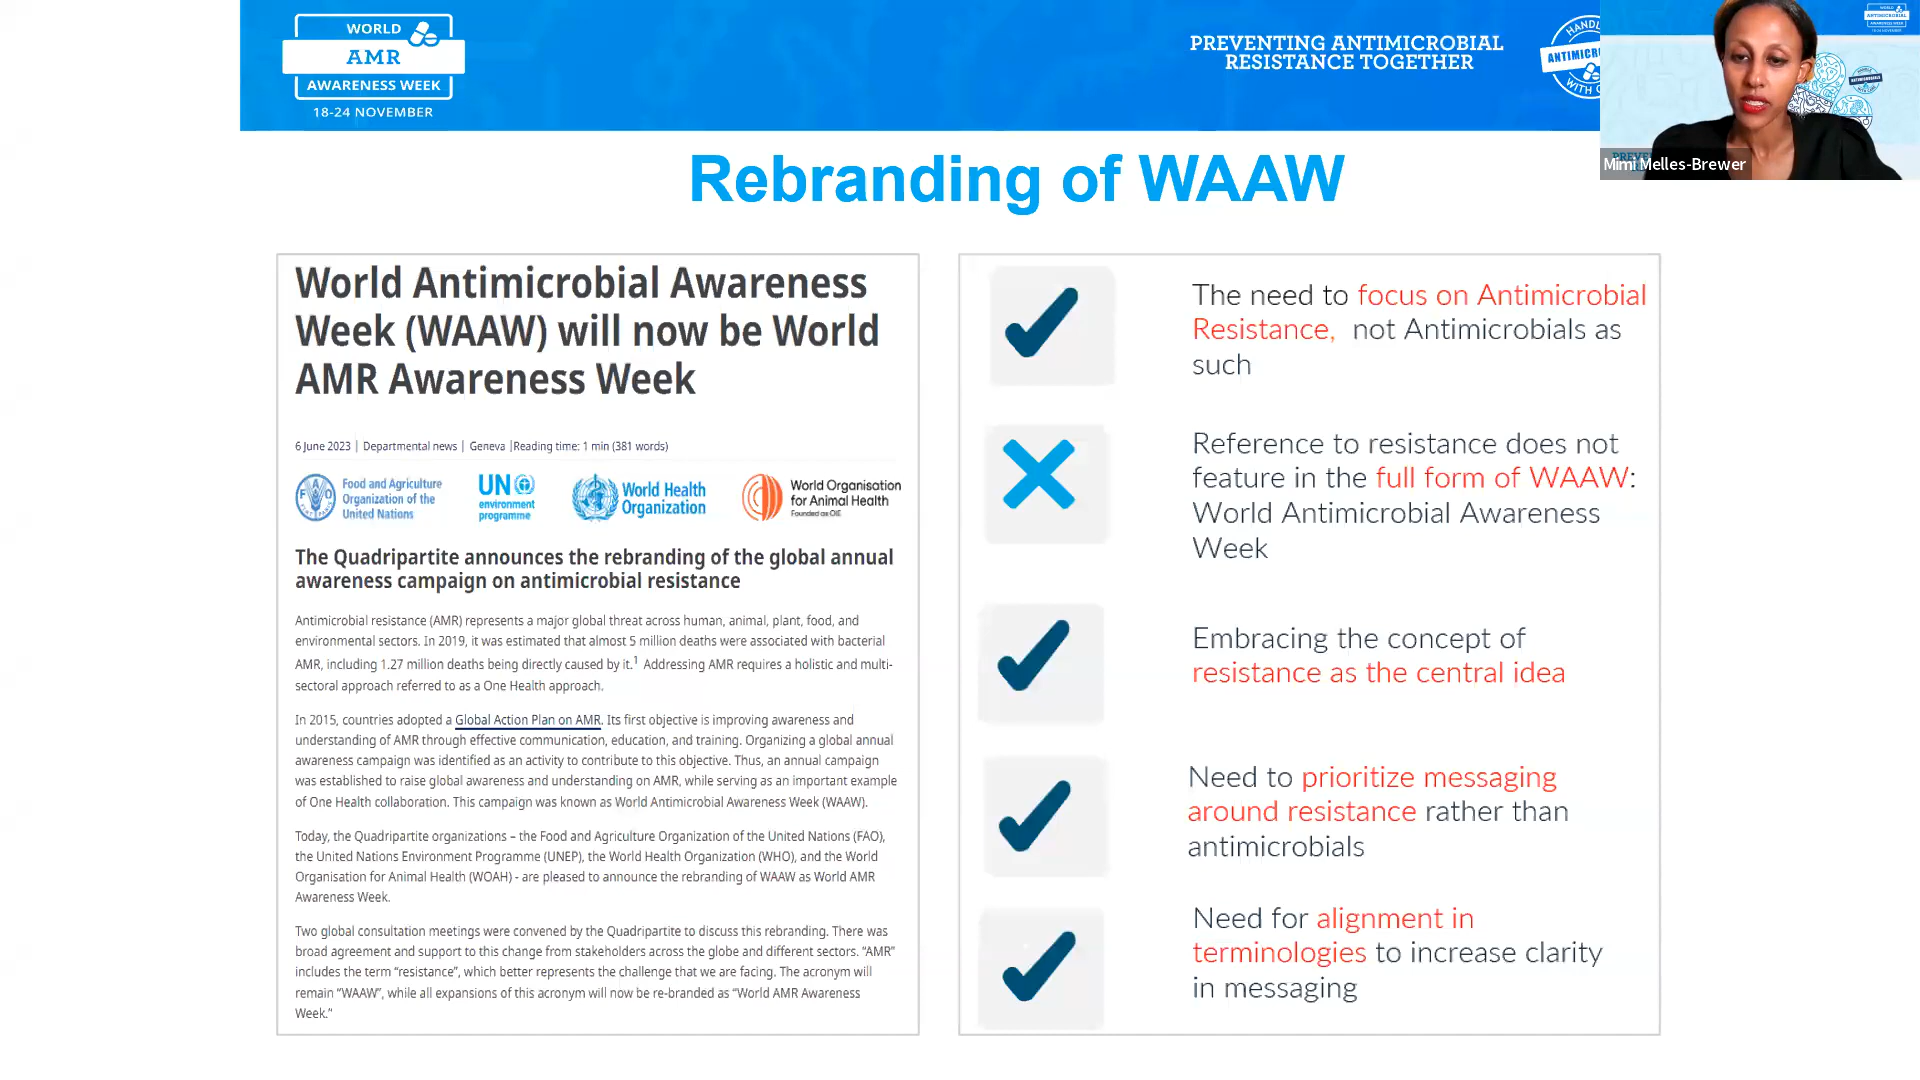 WORLD
AMR
AWARENESS WEEK
18-24 NOVEMBER
PREVENTING ANTIMICROBIAL
RESISTANCE TOGETHER
Mimi Melles-Brewer
Rebranding of WAAW
World Antimicrobial Awareness
Week (WAAW) will now be World
AMR Awareness Week
6 June 2023 | Departmental news | Geneva |Reading time: 1 min (381 words)
Food and Agriculture
Organization of the
United Nations
UN
environment
programme
World Health
Organization
World Organisation
for Animal Health
Founded as OIE
The Quadripartite announces the rebranding of the global annual
awareness campaign on antimicrobial resistance
Antimicrobial resistance (AMR) represents a major global threat across human, animal, plant, food, and
environmental sectors. In 2019, it was estimated that almost 5 million deaths were associated with bacterial
AMR, including 1.27 million deaths being directly caused by it.1 Addressing AMR requires a holistic and multi-
sectoral approach referred to as a One Health approach.
In 2015, countries adopted a Global Action Plan on AMR. Its first objective is improving awareness and
understanding of AMR through effective communication, education, and training. Organizing a global annual
awareness campaign was identified as an activity to contribute to this objective. Thus, an annual campaign
was established to raise global awareness and understanding on AMR, while serving as an important example
of One Health collaboration. This campaign was known as World Antimicrobial Awareness Week (WAAW).
Today, the Quadripartite organizations – the Food and Agriculture Organization of the United Nations (FAO),
the United Nations Environment Programme (UNEP), the World Health Organization (WHO), and the World
Organisation for Animal Health (WOAH) - are pleased to announce the rebranding of WAAW as World AMR
Awareness Week.
Two global consultation meetings were convened by the Quadripartite to discuss this rebranding. There was
broad agreement and support to this change from stakeholders across the globe and different sectors. “AMR”
includes the term “resistance”, which better represents the challenge that we are facing. The acronym will
remain “WAAW”, while all expansions of this acronym will now be re-branded as “World AMR Awareness
Week.”
The need to focus on Antimicrobial
Resistance, not Antimicrobials as
such
Reference to resistance does not
feature in the full form of WAAW:
World Antimicrobial Awareness
Week
Embracing the concept of
resistance as the central idea
Need to prioritize messaging
around resistance rather than
antimicrobials
Need for alignment in
terminologies to increase clarity
in messaging